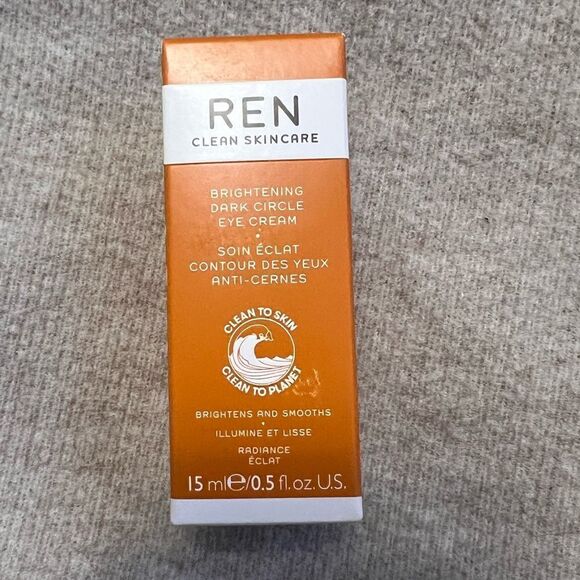 REN
CLEAN SKINCARE
BRIGHTENING
DARK CIRCLE
EYE CREAM
•
SOIN ÉCLAT
CONTOUR DES YEUX
ANTI-CERNES
CLEAN TO SKIN
CLEAN TO PLANET
BRIGHTENS AND SMOOTHS
•
ILLUMINE ET LISSE
RADIANCE
ÉCLAT
15 ml℮/0.5 fl.oz.U.S.